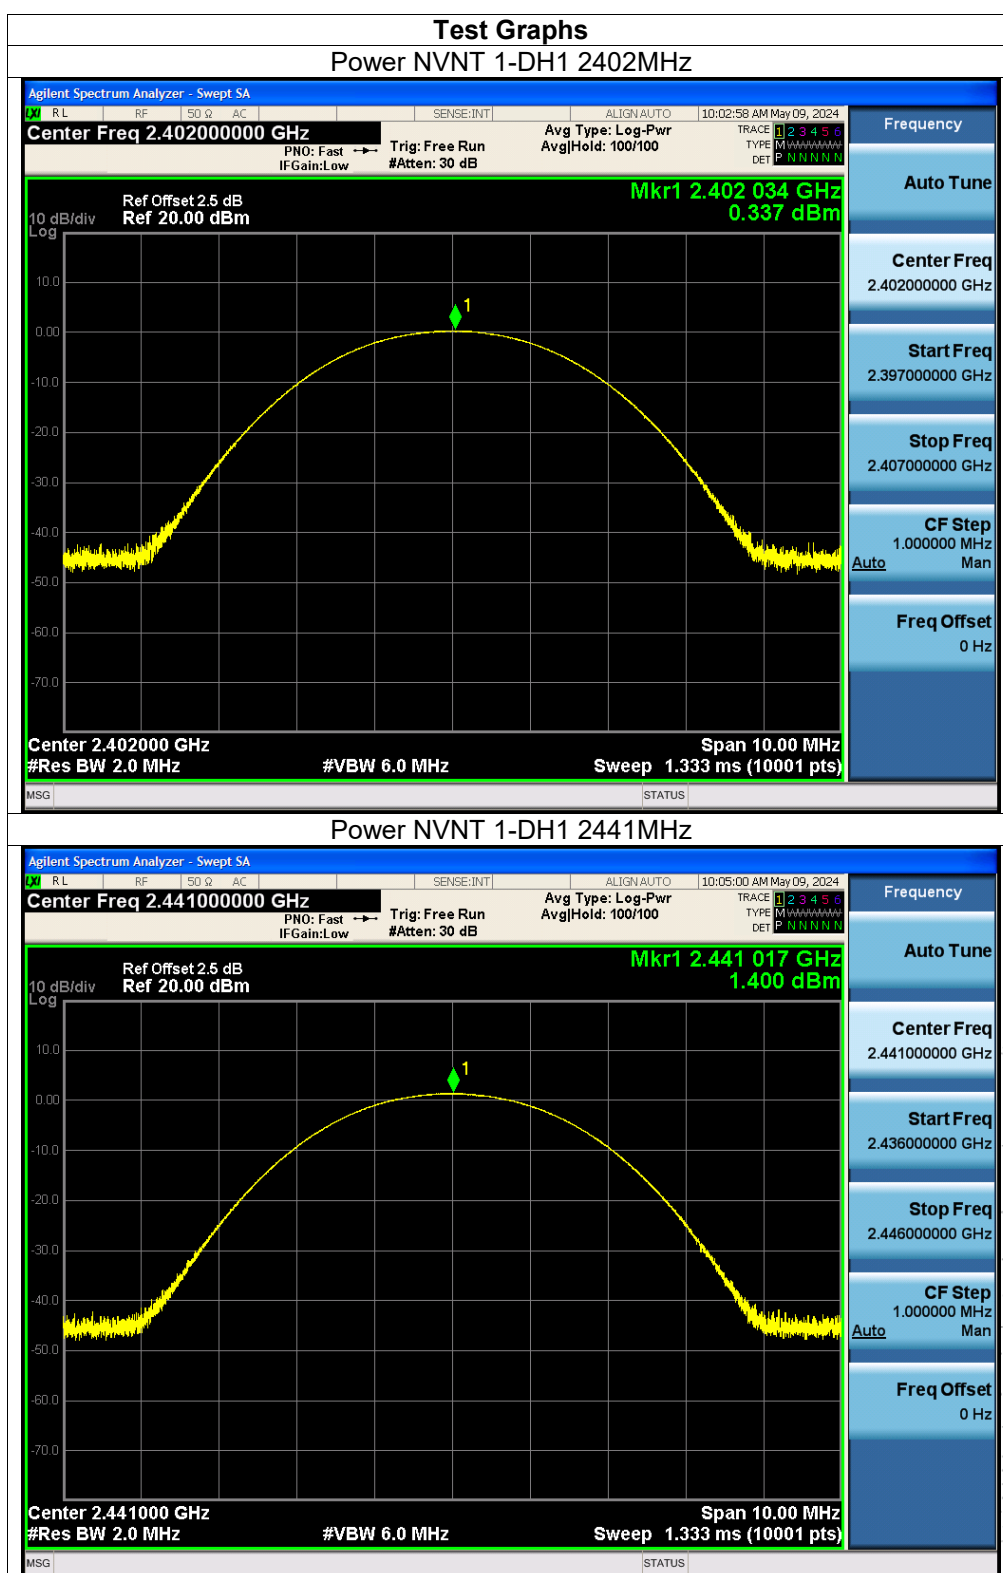 Test Graphs
Power NVNT 1-DH1 2402MHz
Agilent Spectrum Analyzer - Swept SA
LXI RL RF 50 Ω AC SENSE:INT ALIGNAUTO 10:02:58 AM May 09, 2024
Center Freq 2.402000000 GHz
PNO: Fast
IFGain:Low
Trig: Free Run
#Atten: 30 dB
Avg Type: Log-Pwr
Avg|Hold: 100/100
TRACE 1 2 3 4 5 6
TYPE M
DET P N N N N N
Frequency
Auto Tune
Center Freq
2.402000000 GHz
Start Freq
2.397000000 GHz
Stop Freq
2.407000000 GHz
CF Step
1.000000 MHz
Auto Man
Freq Offset
0 Hz
Mkr1 2.402 034 GHz
0.337 dBm
Ref Offset 2.5 dB
10 dB/div Ref 20.00 dBm
Log
1
10.0
0.00
-10.0
-20.0
-30.0
-40.0
-50.0
-60.0
-70.0
Center 2.402000 GHz Span 10.00 MHz
#Res BW 2.0 MHz #VBW 6.0 MHz Sweep 1.333 ms (10001 pts)
MSG STATUS
Power NVNT 1-DH1 2441MHz
Agilent Spectrum Analyzer - Swept SA
LXI RL RF 50 Ω AC SENSE:INT ALIGNAUTO 10:05:00 AM May 09, 2024
Center Freq 2.441000000 GHz
PNO: Fast
IFGain:Low
Trig: Free Run
#Atten: 30 dB
Avg Type: Log-Pwr
Avg|Hold: 100/100
TRACE 1 2 3 4 5 6
TYPE M
DET P N N N N N
Frequency
Auto Tune
Center Freq
2.441000000 GHz
Start Freq
2.436000000 GHz
Stop Freq
2.446000000 GHz
CF Step
1.000000 MHz
Auto Man
Freq Offset
0 Hz
Mkr1 2.441 017 GHz
1.400 dBm
Ref Offset 2.5 dB
10 dB/div Ref 20.00 dBm
Log
1
10.0
0.00
-10.0
-20.0
-30.0
-40.0
-50.0
-60.0
-70.0
Center 2.441000 GHz Span 10.00 MHz
#Res BW 2.0 MHz #VBW 6.0 MHz Sweep 1.333 ms (10001 pts)
MSG STATUS